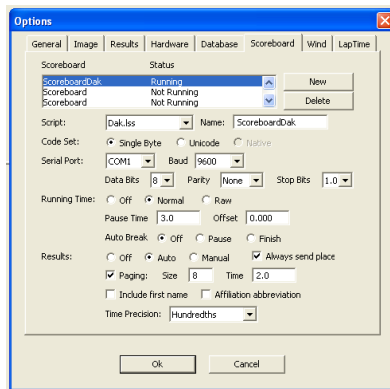 Options
General Image Results Hardware Database Scoreboard Wind LapTime
Scoreboard Status
ScoreboardDak Running
Scoreboard Not Running
Scoreboard Not Running
New
Delete
Script: Dak.lss Name: ScoreboardDak
Code Set: Single Byte Unicode Native
Serial Port: COM1 Baud 9600
Data Bits 8 Parity None Stop Bits 1.0
Running Time: Off Normal Raw
Pause Time 3.0 Offset 0.000
Auto Break Off Pause Finish
Results: Off Auto Manual Always send place
Paging: Size 8 Time 2.0
Include first name Affiliation abbreviation
Time Precision: Hundredths
Ok Cancel